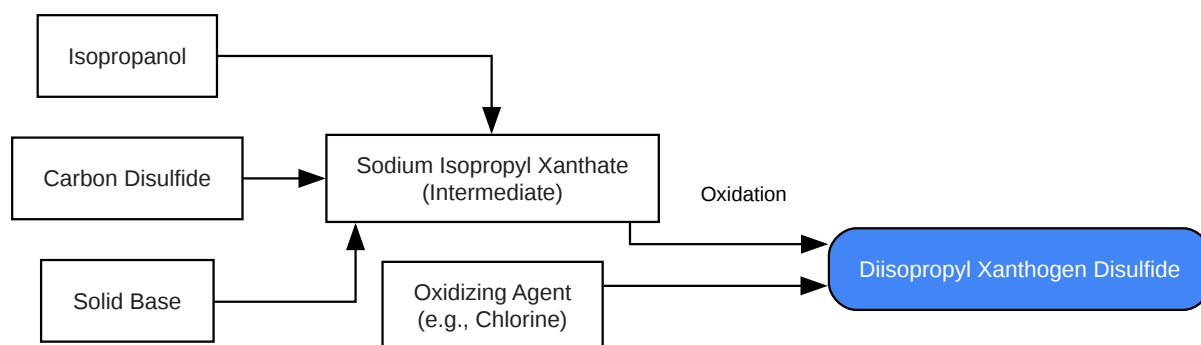 Isopropanol
Carbon Disulfide
Sodium Isopropyl Xanthate
(Intermediate)
Oxidation
Solid Base
Oxidizing Agent
(e.g., Chlorine)
Diisopropyl Xanthogen Disulfide